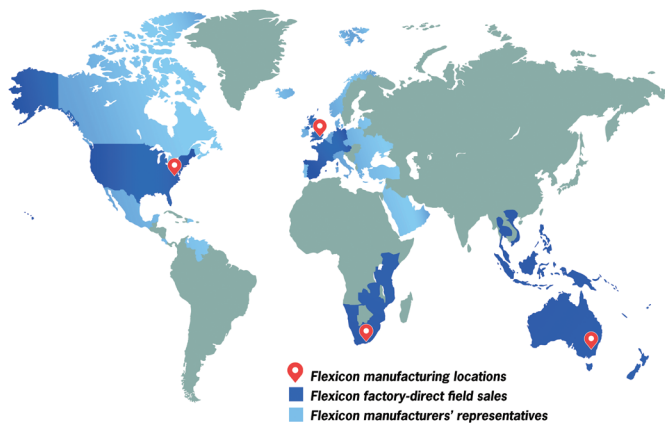 Flexicon manufacturing locations
Flexicon factory-direct field sales
Flexicon manufacturers' representatives